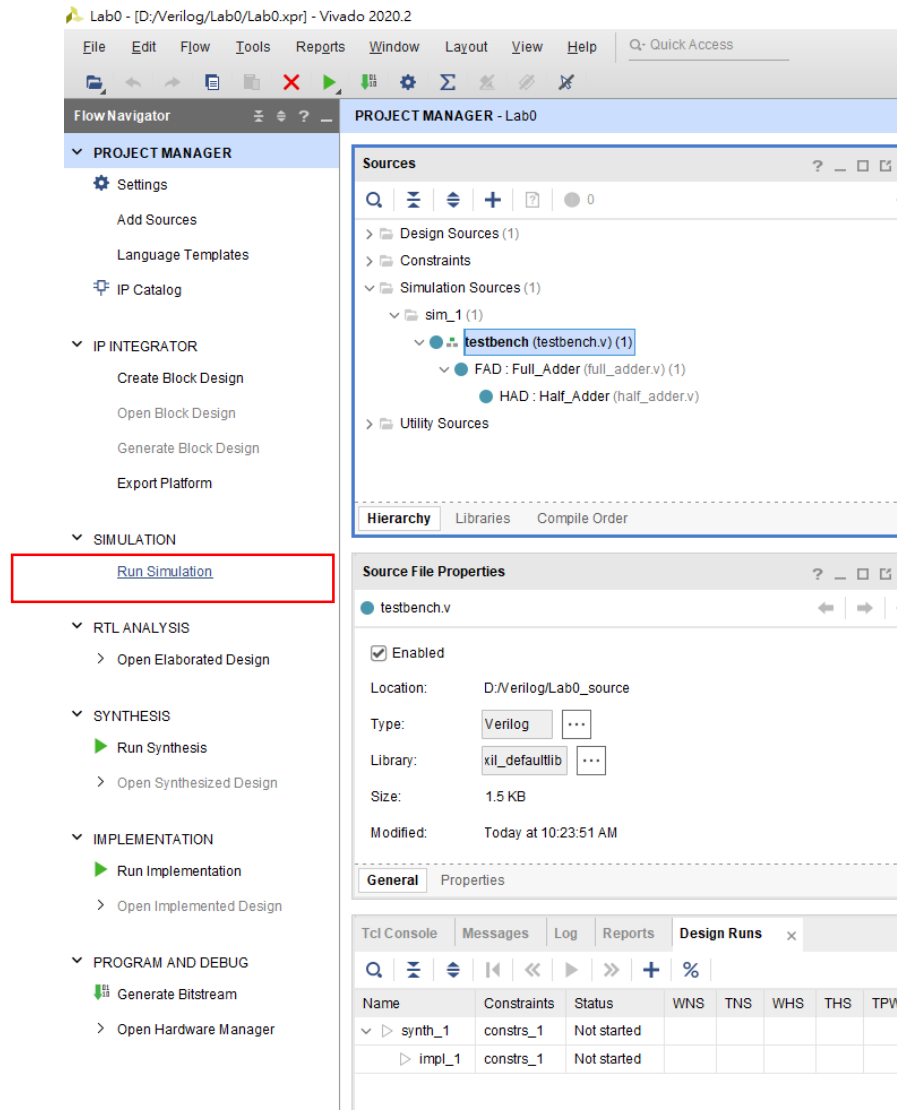 Lab0 - [D:/Verilog/Lab0/Lab0.xpr] - Vivado 2020.2
File Edit Flow Tools Reports Window Layout View Help Q- Quick Access
Flow Navigator
PROJECT MANAGER
Settings
Add Sources
Language Templates
IP Catalog
IP INTEGRATOR
Create Block Design
Open Block Design
Generate Block Design
Export Platform
SIMULATION
Run Simulation
RTL ANALYSIS
Open Elaborated Design
SYNTHESIS
Run Synthesis
Open Synthesized Design
IMPLEMENTATION
Run Implementation
Open Implemented Design
PROGRAM AND DEBUG
Generate Bitstream
Open Hardware Manager
PROJECT MANAGER - Lab0
Sources
0
Design Sources (1)
Constraints
Simulation Sources (1)
sim_1 (1)
testbench (testbench.v) (1)
FAD : Full_Adder (full_adder.v) (1)
HAD : Half_Adder (half_adder.v)
Utility Sources
Hierarchy Libraries Compile Order
Source File Properties
testbench.v
Enabled
Location: D:/Verilog/Lab0_source
Type: Verilog ...
Library: xil_defaultlib ...
Size: 1.5 KB
Modified: Today at 10:23:51 AM
General Properties
Tcl Console Messages Log Reports Design Runs
Name Constraints Status WNS TNS WHS THS TPW
synth_1 constrs_1 Not started
impl_1 constrs_1 Not started